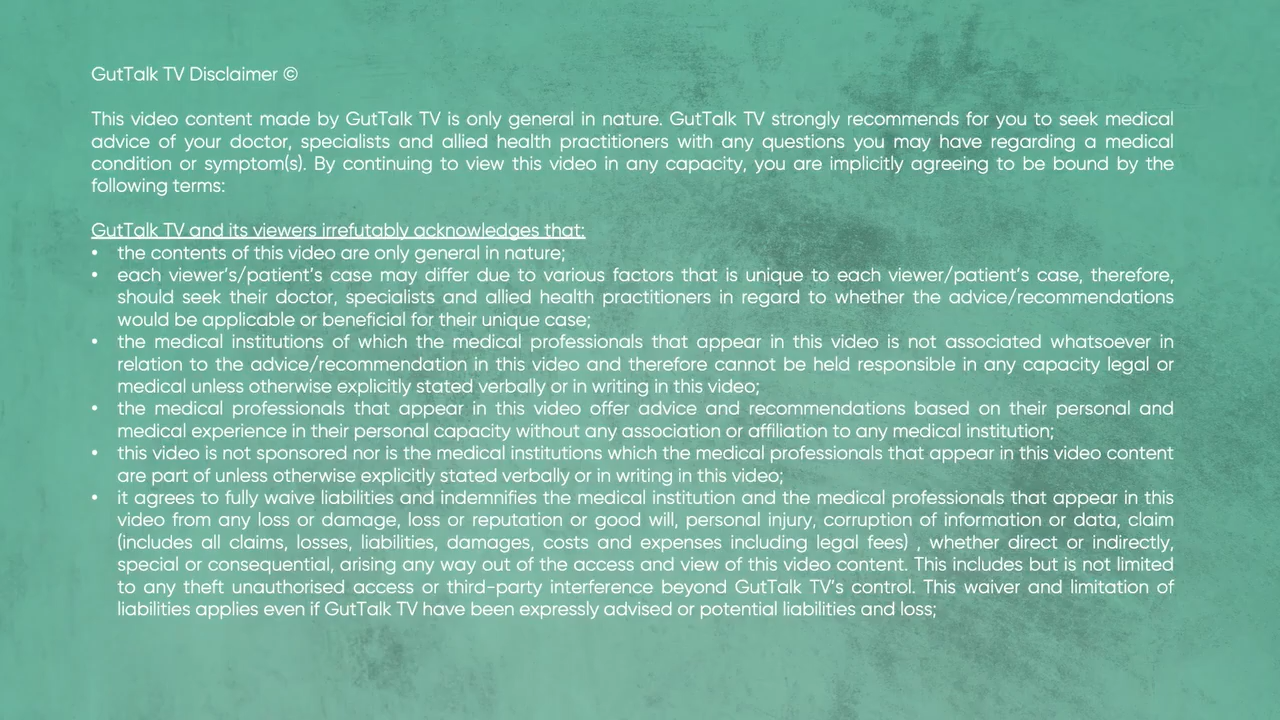 GutTalk TV Disclaimer ©
This video content made by GutTalk TV is only general in nature. GutTalk TV strongly recommends for you to seek medical
advice of your doctor, specialists and allied health practitioners with any questions you may have regarding a medical
condition or symptom(s). By continuing to view this video in any capacity, you are implicitly agreeing to be bound by the
following terms:
GutTalk TV and its viewers irrefutably acknowledges that:
• the contents of this video are only general in nature;
• each viewer's/patient's case may differ due to various factors that is unique to each viewer/patient's case, therefore,
should seek their doctor, specialists and allied health practitioners in regard to whether the advice/recommendations
would be applicable or beneficial for their unique case;
• the medical institutions of which the medical professionals that appear in this video is not associated whatsoever in
relation to the advice/recommendation in this video and therefore cannot be held responsible in any capacity legal or
medical unless otherwise explicitly stated verbally or in writing in this video;
• the medical professionals that appear in this video offer advice and recommendations based on their personal and
medical experience in their personal capacity without any association or affiliation to any medical institution;
• this video is not sponsored nor is the medical institutions which the medical professionals that appear in this video content
are part of unless otherwise explicitly stated verbally or in writing in this video;
• it agrees to fully waive liabilities and indemnifies the medical institution and the medical professionals that appear in this
video from any loss or damage, loss or reputation or good will, personal injury, corruption of information or data, claim
(includes all claims, losses, liabilities, damages, costs and expenses including legal fees) , whether direct or indirectly,
special or consequential, arising any way out of the access and view of this video content. This includes but is not limited
to any theft unauthorised access or third-party interference beyond GutTalk TV's control. This waiver and limitation of
liabilities applies even if GutTalk TV have been expressly advised or potential liabilities and loss;